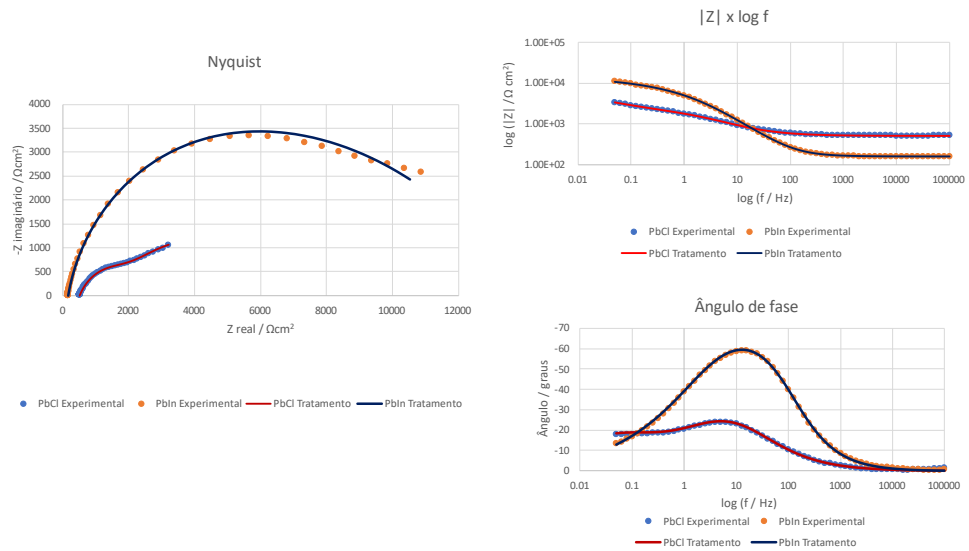 Nyquist
-Z imaginário / Ωcm²
4000
3500
3000
2500
2000
1500
1000
500
0
0 2000 4000 6000 8000 10000 12000
Z real / Ωcm²
PbCl Experimental PbIn Experimental PbCl Tratamento PbIn Tratamento
|Z| x log f
log (|Z| / Ω cm²)
1.00E+05
1.00E+04
1.00E+03
1.00E+02
0.01 0.1 1 10 100 1000 10000 100000
log (f / Hz)
PbCl Experimental PbIn Experimental
PbCl Tratamento PbIn Tratamento
Ângulo de fase
Ângulo / graus
-70
-60
-50
-40
-30
-20
-10
0
0.01 0.1 1 10 100 1000 10000 100000
log (f / Hz)
PbCl Experimental PbIn Experimental
PbCl Tratamento PbIn Tratamento